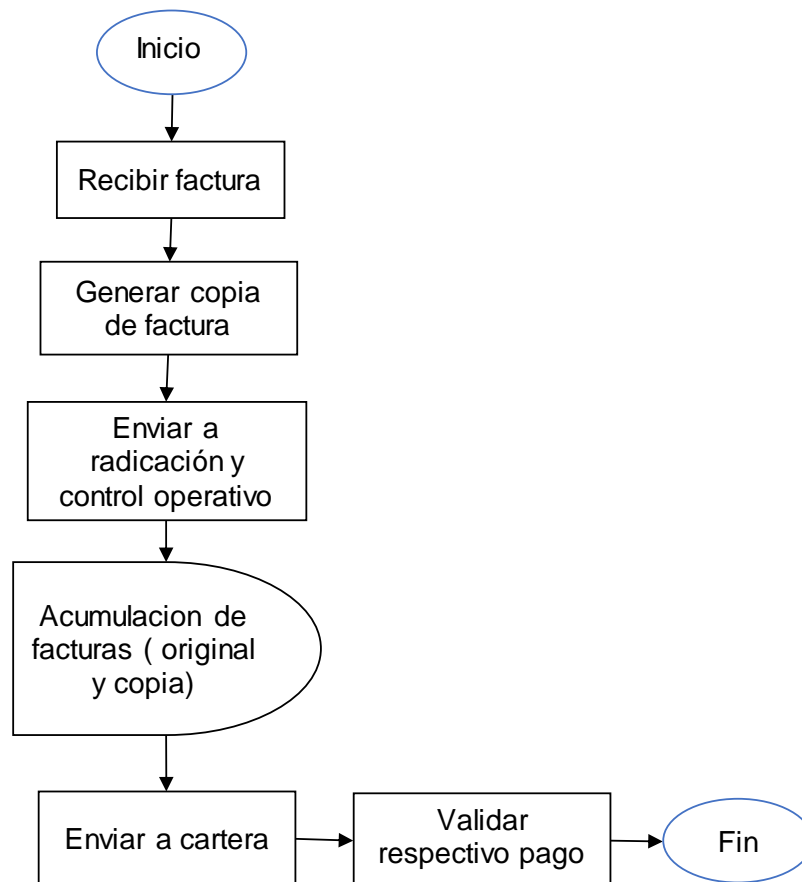 Inicio
Recibir factura
Generar copia
de factura
Enviar a
radicación y
control operativo
Acumulacion de
facturas ( original
y copia)
Enviar a cartera
Validar
respectivo pago
Fin